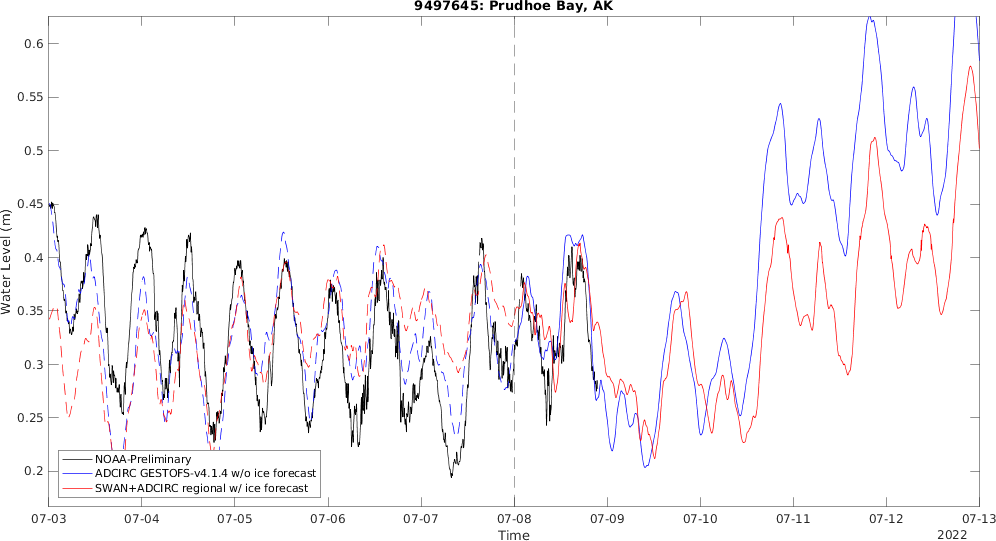 9497645: Prudhoe Bay, AK
0.6
0.55
0.5
0.45
0.4
0.35
0.3
0.25
0.2
Water Level (m)
NOAA-Preliminary
ADCIRC GESTOFS-v4.1.4 w/o ice forecast
SWAN+ADCIRC regional w/ ice forecast
07-03 07-04 07-05 07-06 07-07 07-08 07-09 07-10 07-11 07-12 07-13
Time
2022